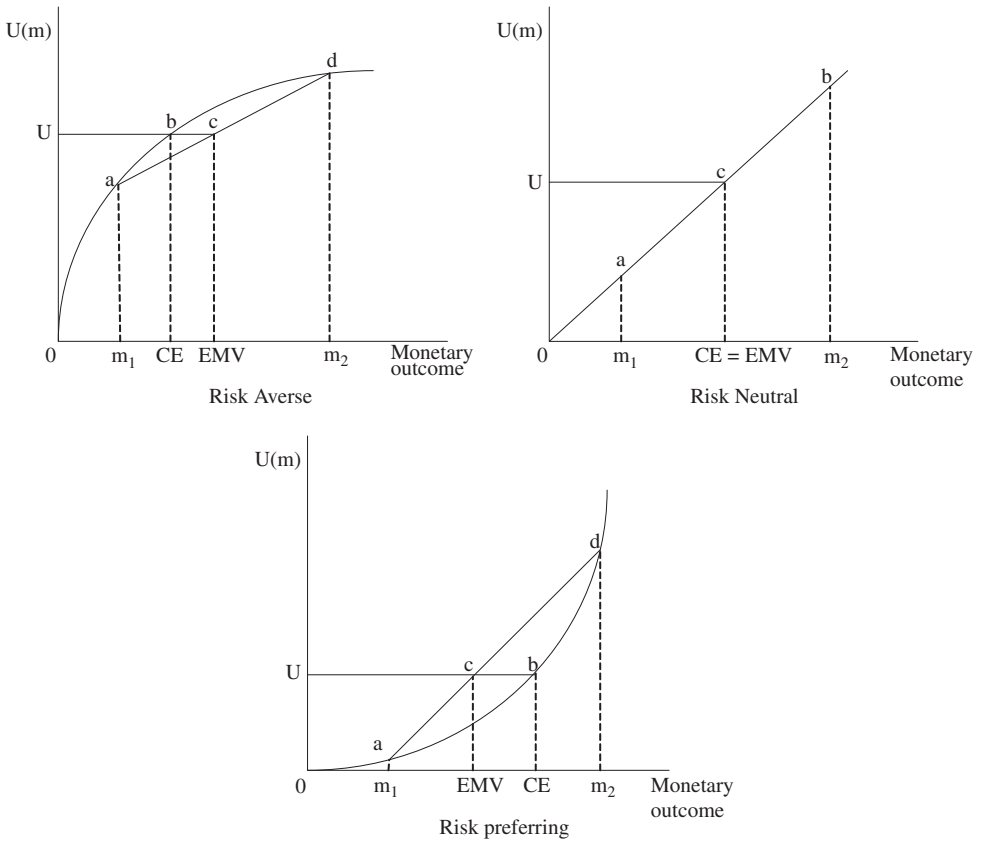 U(m)
d
b
c
U
a
0
m1
CE
EMV
m2
Monetary
outcome
Risk Averse
U(m)
b
c
U
a
0
m1
CE = EMV
m2
Monetary
outcome
Risk Neutral
U(m)
d
c
b
U
a
0
m1
EMV
CE
m2
Monetary
outcome
Risk preferring